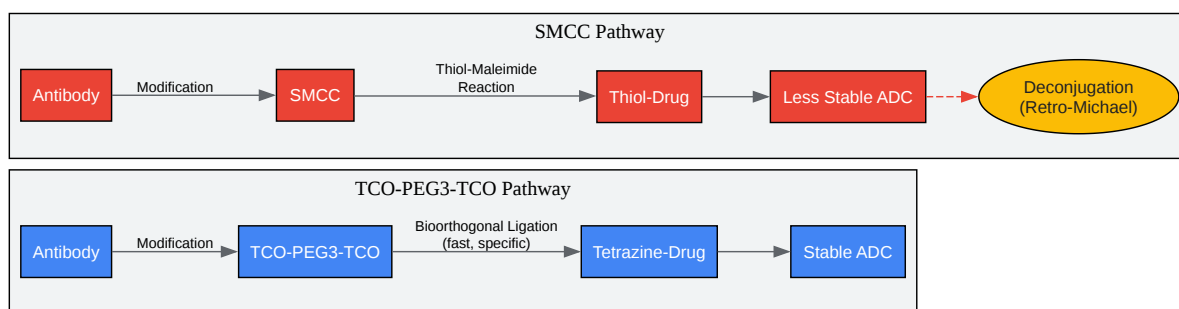 SMCC Pathway
Antibody
Modification
SMCC
Thiol-Maleimide
Reaction
Thiol-Drug
Less Stable ADC
Deconjugation
(Retro-Michael)
TCO-PEG3-TCO Pathway
Antibody
Modification
TCO-PEG3-TCO
Bioorthogonal Ligation
(fast, specific)
Tetrazine-Drug
Stable ADC